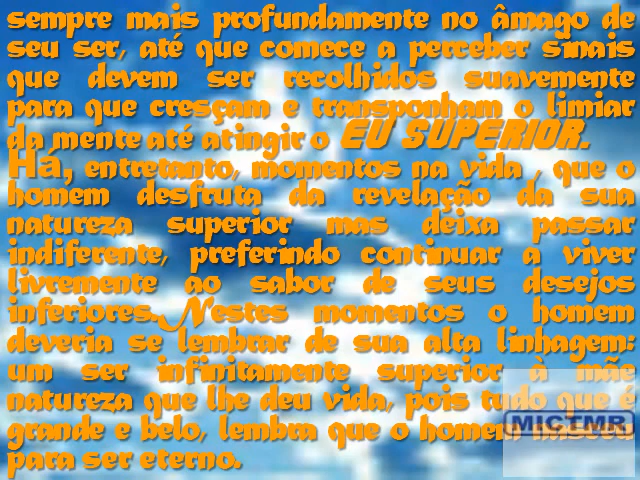 sempre mais profundamente no âmago de
seu ser, até que comece a perceber sinais
que devem ser recolhidos suavemente
para que cresçam e transponham o limiar
da mente até atingir o EU SUPERIOR.
Há, entretanto, momentos na vida , que o
homem desfruta da revelação da sua
natureza superior mas deixa passar
indiferente, preferindo continuar a viver
livremente ao sabor de seus desejos
inferiores.Nestes momentos o homem
deveria se lembrar de sua alta linhagem:
um ser infinitamente superior à mãe
natureza que lhe deu vida, pois tudo que é
grande e belo, lembra que o homem nasceu
para ser eterno.
MICTMR